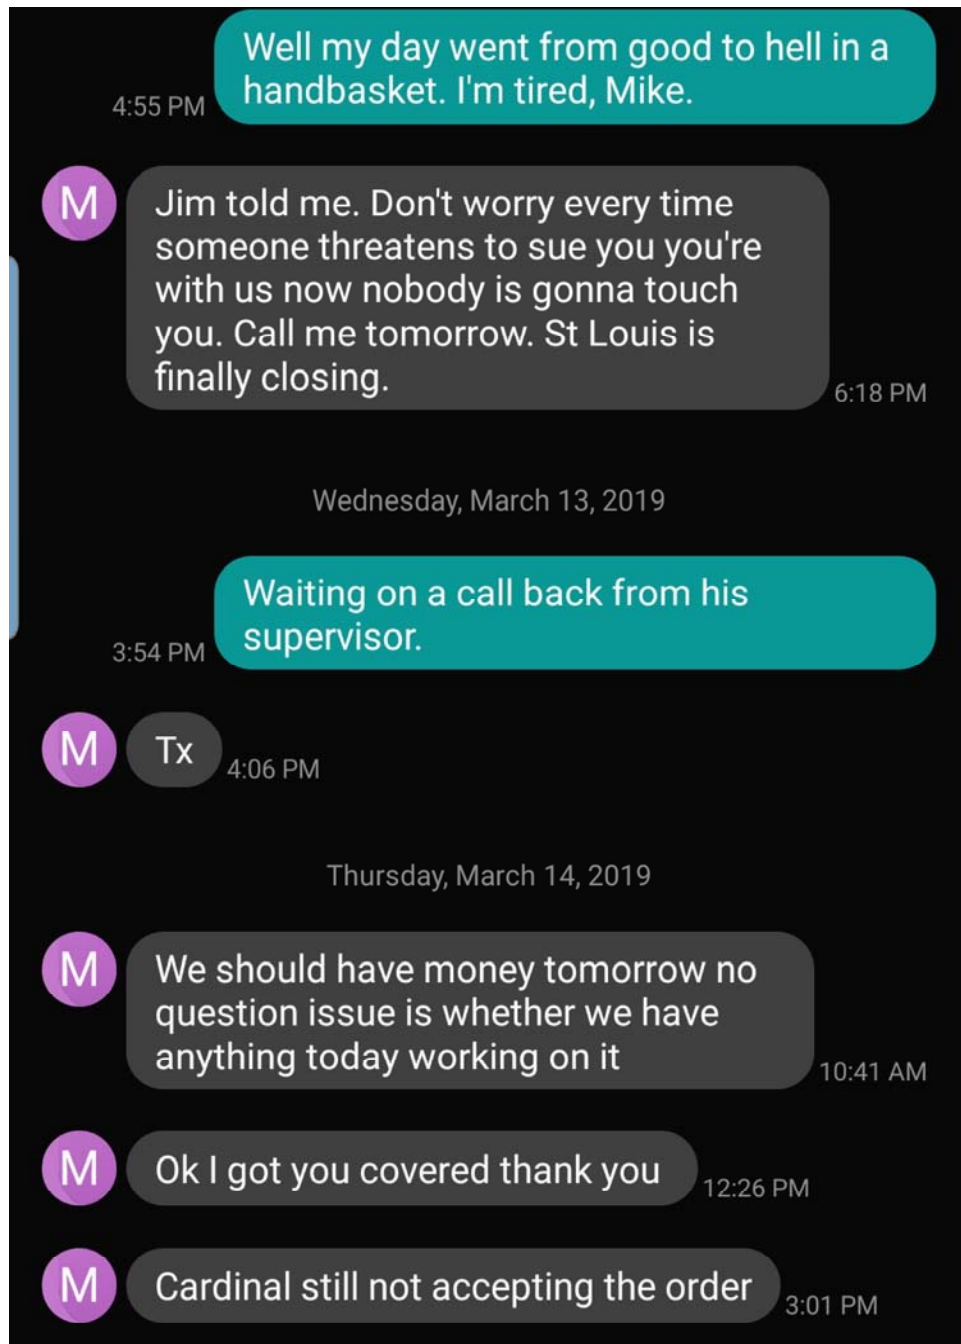 Well my day went from good to hell in a
handbasket. I'm tired, Mike.
4:55 PM
M
Jim told me. Don't worry every time
someone threatens to sue you you're
with us now nobody is gonna touch
you. Call me tomorrow. St Louis is
finally closing.
6:18 PM
Wednesday, March 13, 2019
Waiting on a call back from his
supervisor.
3:54 PM
M
Tx
4:06 PM
Thursday, March 14, 2019
M
We should have money tomorrow no
question issue is whether we have
anything today working on it
10:41 AM
M
Ok I got you covered thank you
12:26 PM
M
Cardinal still not accepting the order
3:01 PM